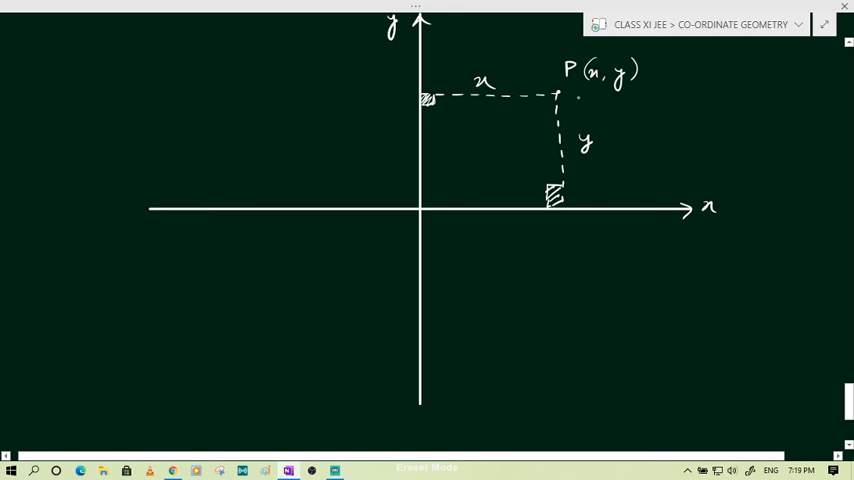 ...
CLASS XI JEE > CO-ORDINATE GEOMETRY
y
P (x, y)
x
y
x
Eraser Mode
ENG
7:19 PM